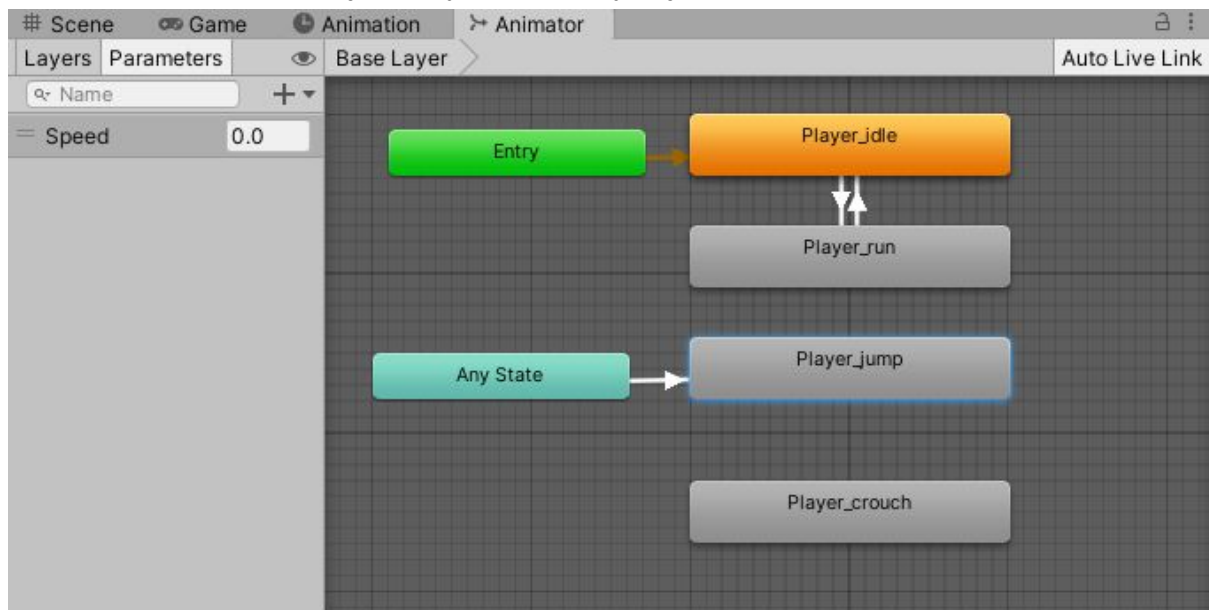 Scene Game Animation Animator
Layers Parameters Base Layer Auto Live Link
Name
Speed 0.0
Player_idle
Entry
Player_run
Player_jump
Any State
Player_crouch